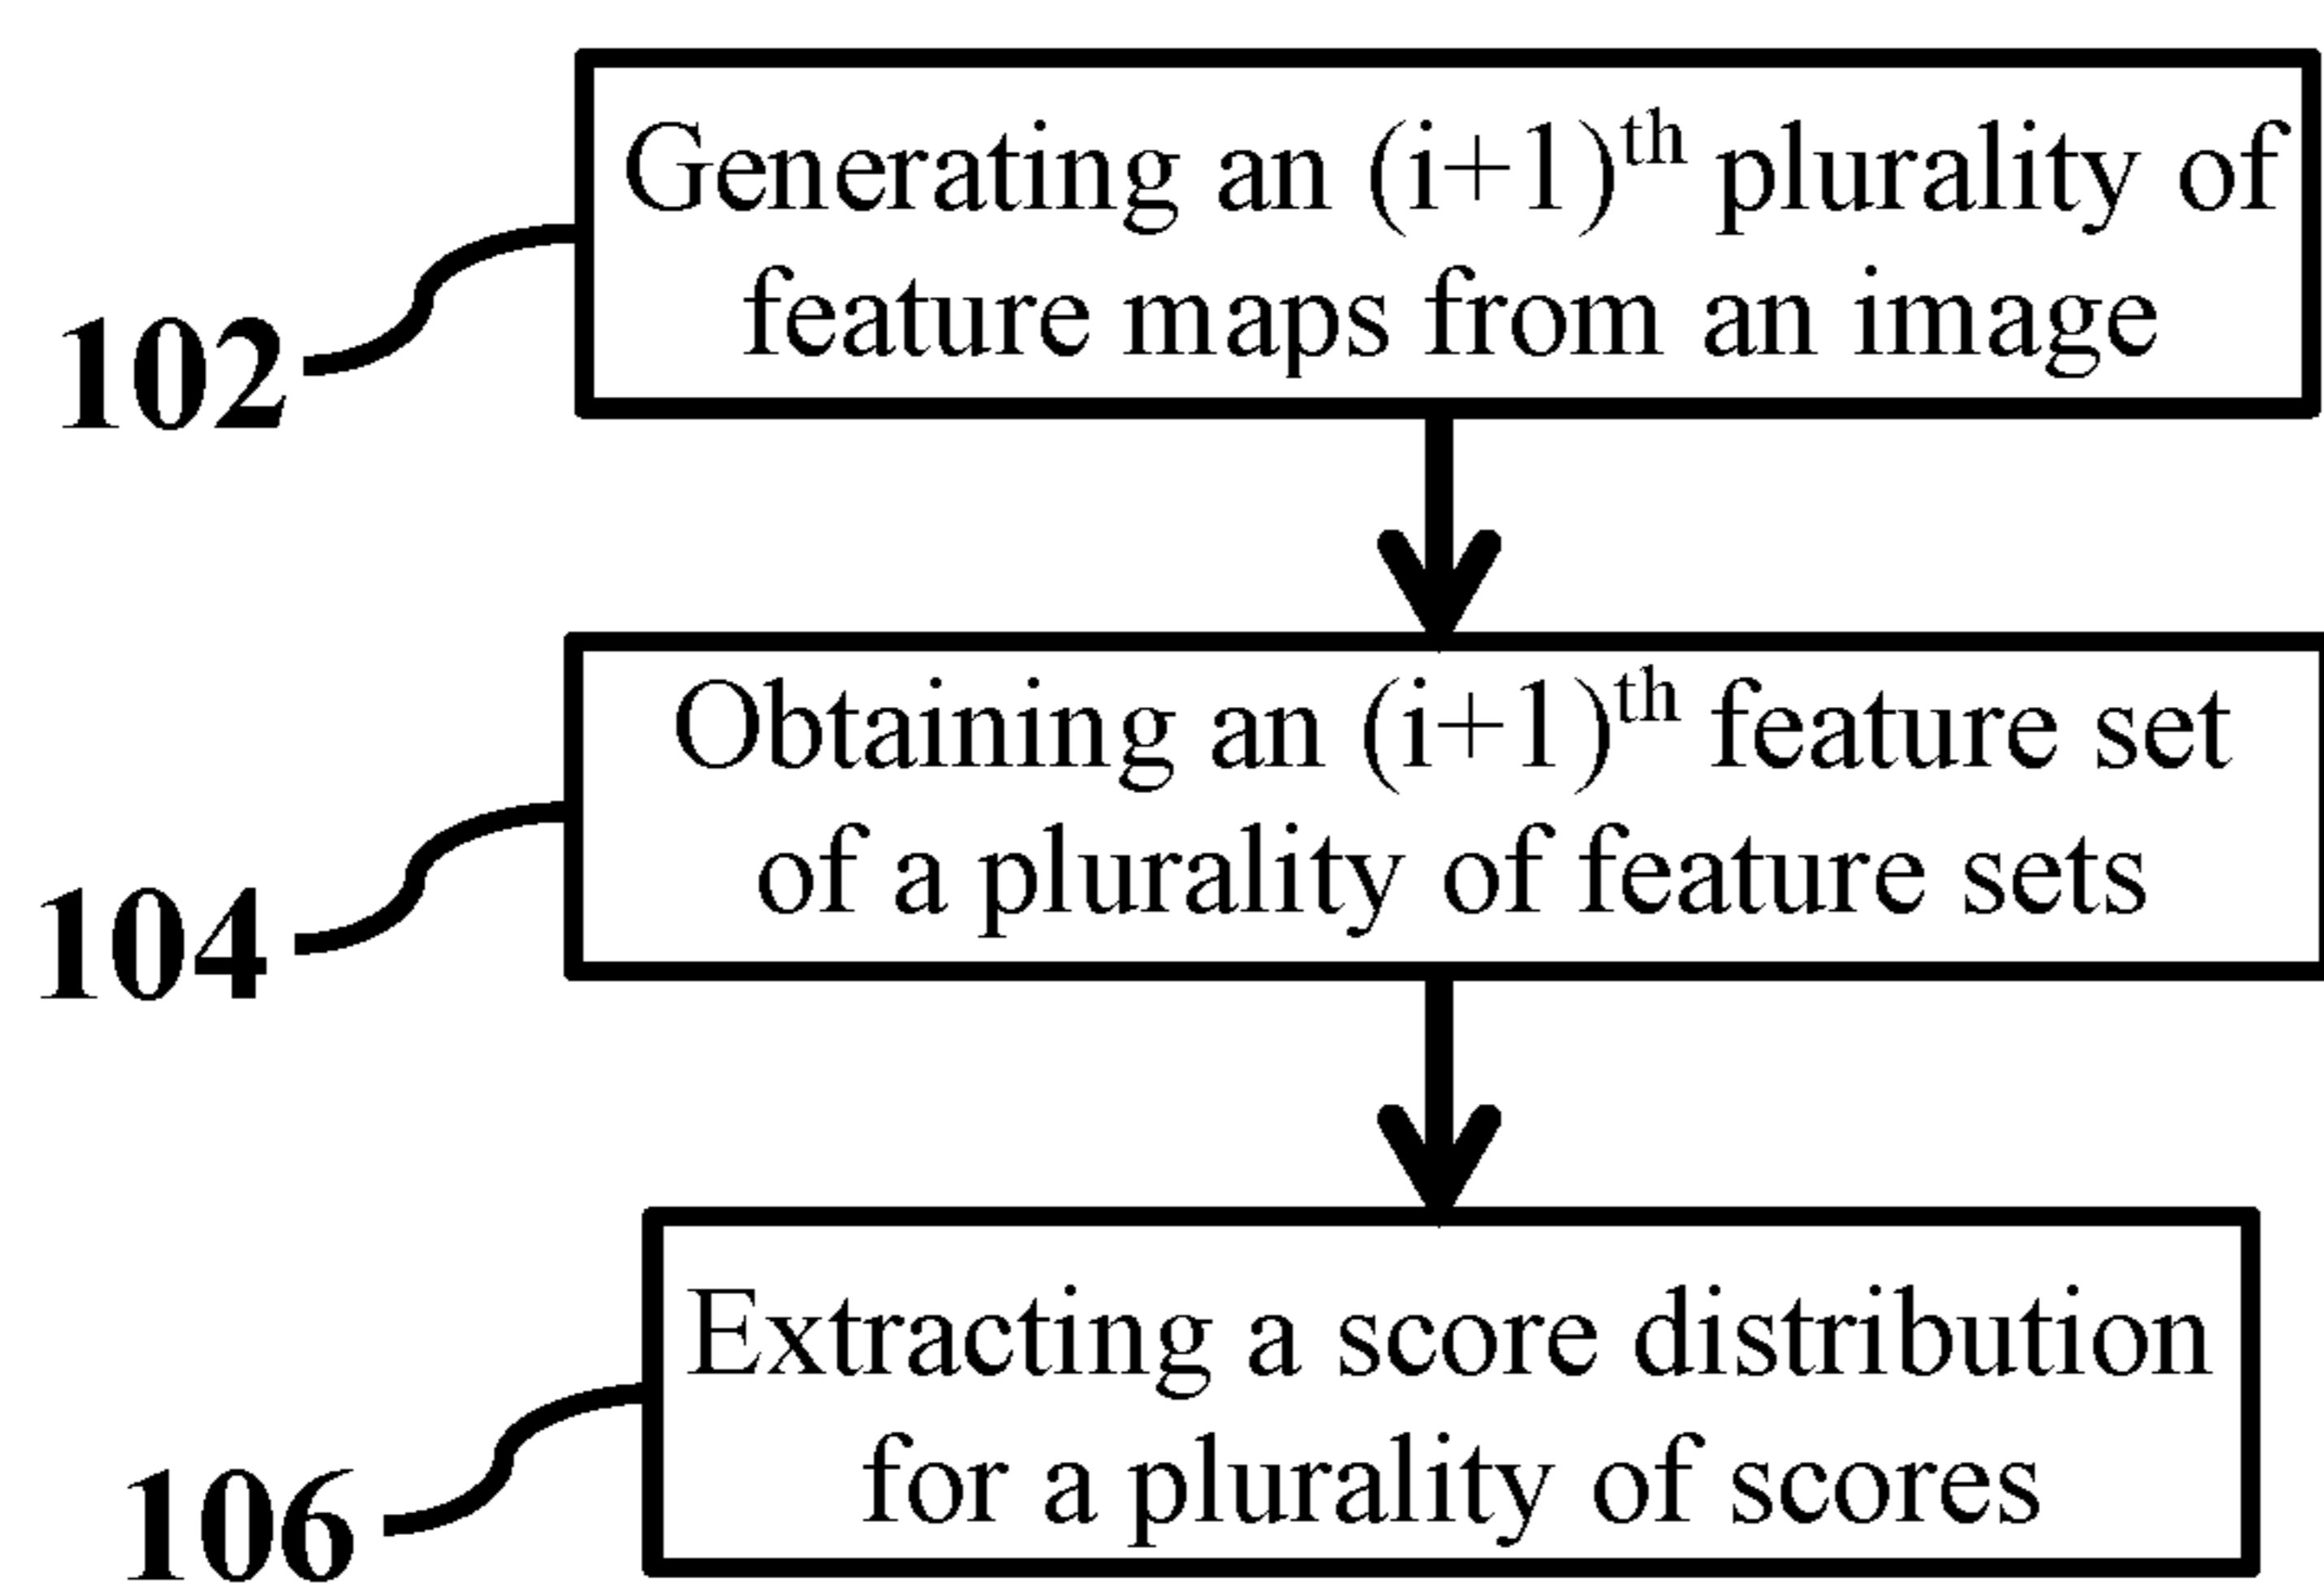 Generating an (i+1)th plurality of
feature maps from an image
102
Obtaining an (i+1)th feature set
of a plurality of feature sets
104
Extracting a score distribution
for a plurality of scores
106